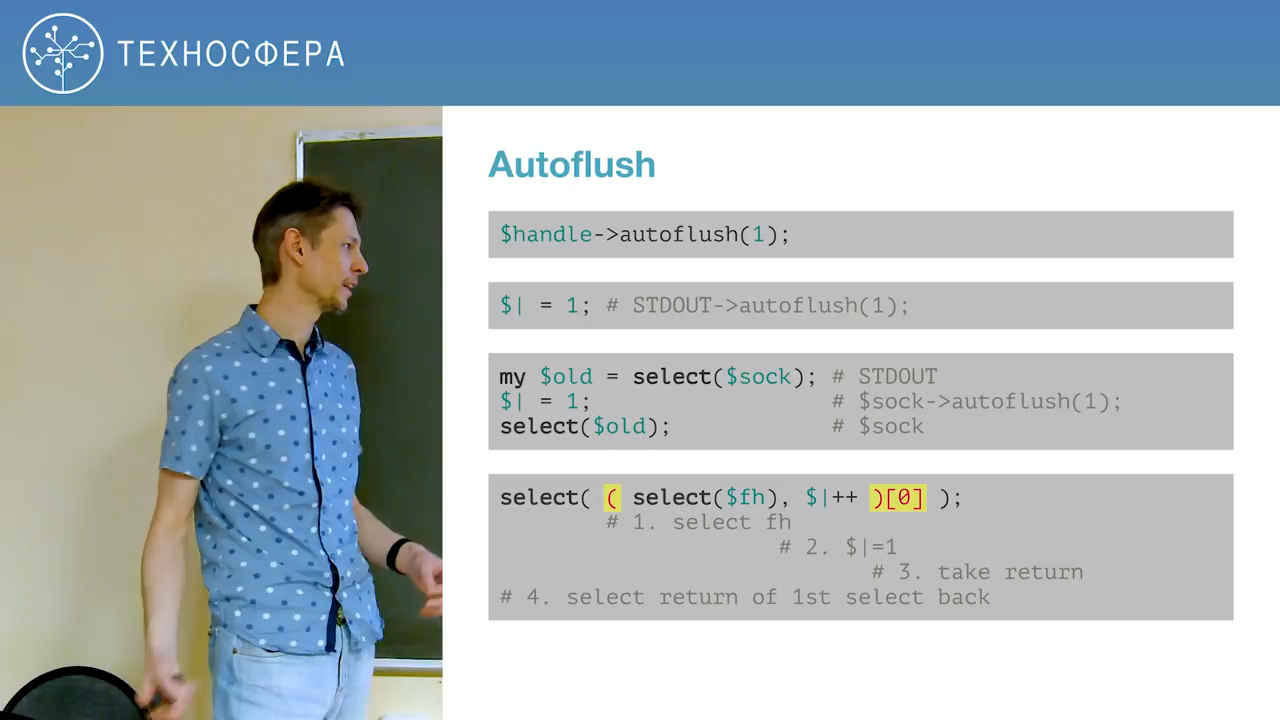 ТЕХНОСФЕРА
Autoflush
$handle->autoflush(1);
$| = 1; # STDOUT->autoflush(1);
my $old = select($sock); # STDOUT
$| = 1;                  # $sock->autoflush(1);
select($old);            # $sock
select( ( select($fh), $|++ )[0] );
# 1. select fh
# 2. $|=1
# 3. take return
# 4. select return of 1st select back